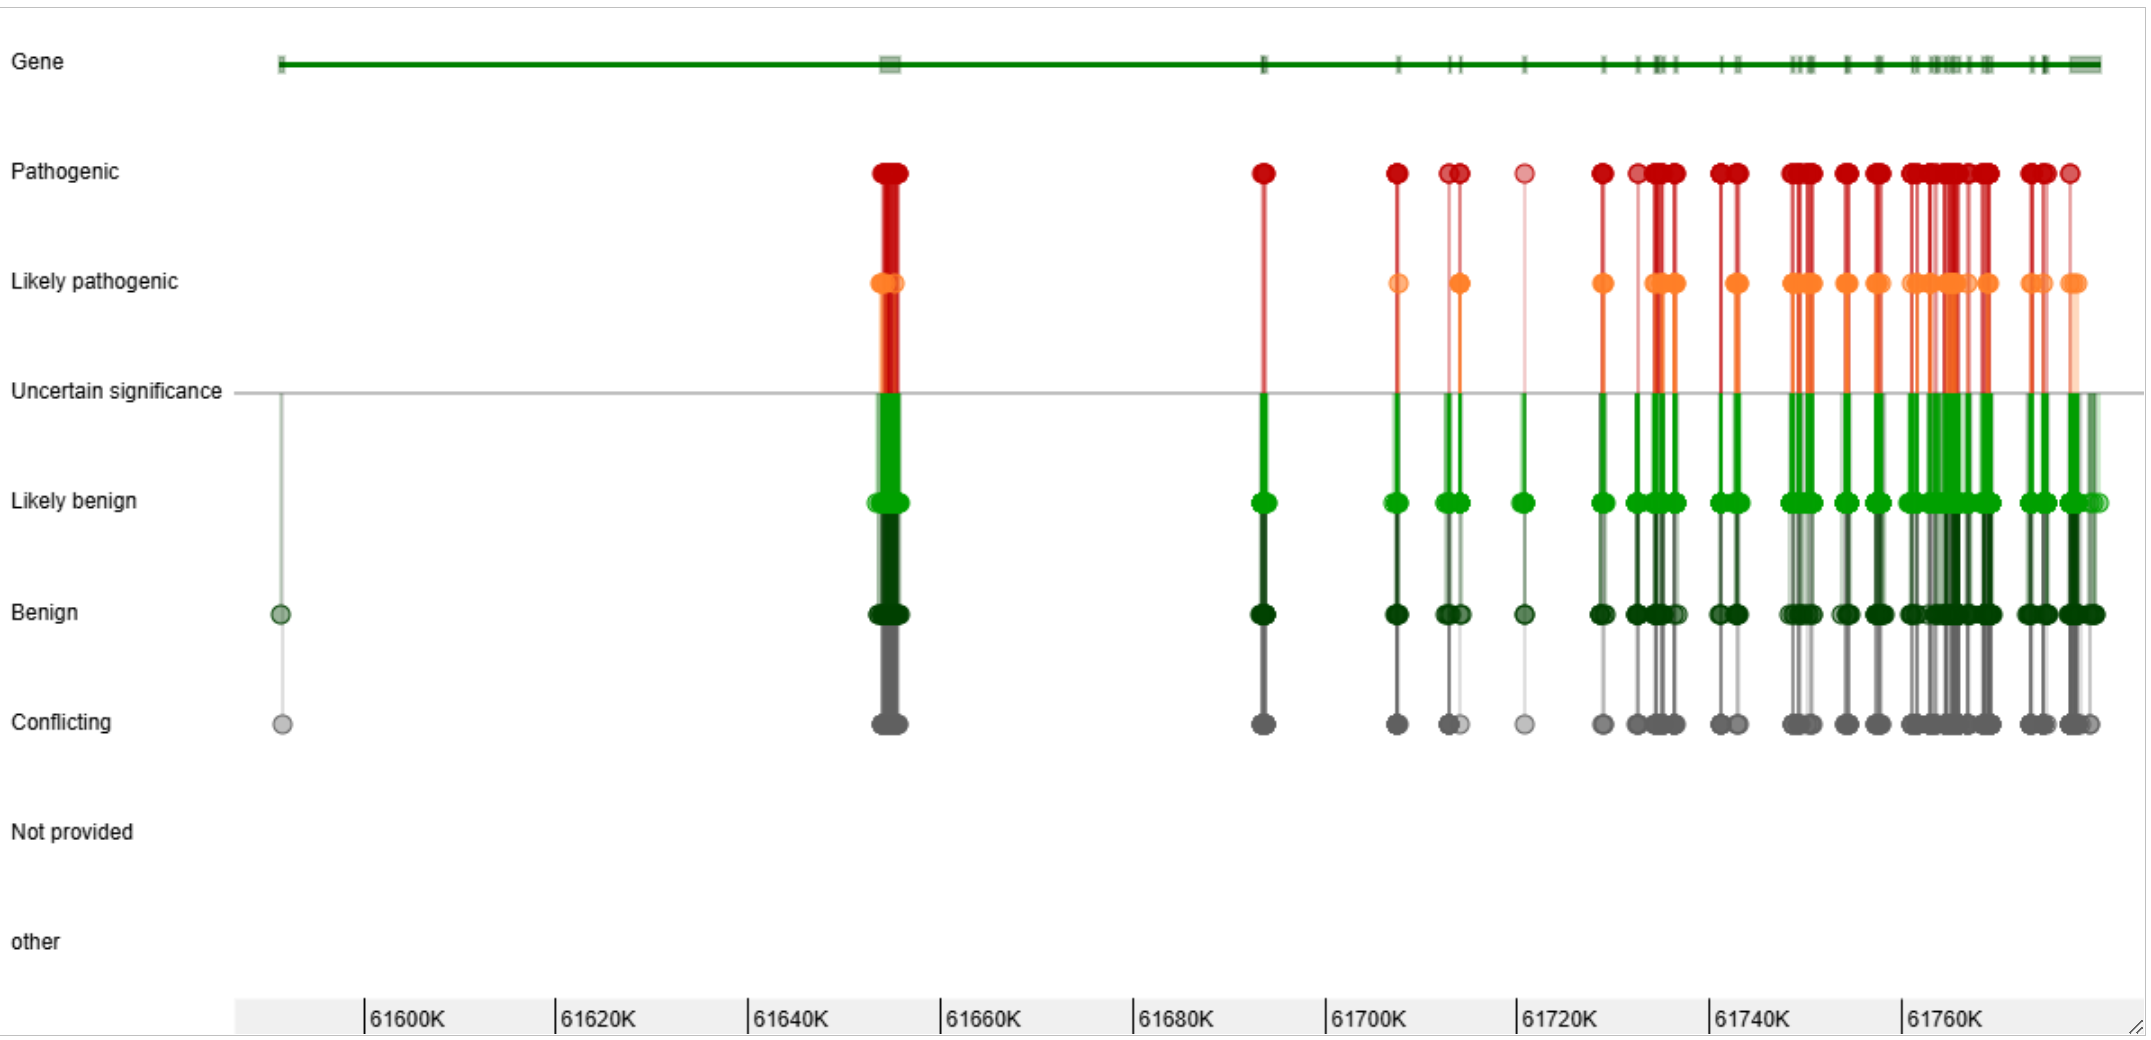 Gene
Pathogenic
Likely pathogenic
Uncertain significance
Likely benign
Benign
Conflicting
Not provided
other
61600K 61620K 61640K 61660K 61680K 61700K 61720K 61740K 61760K